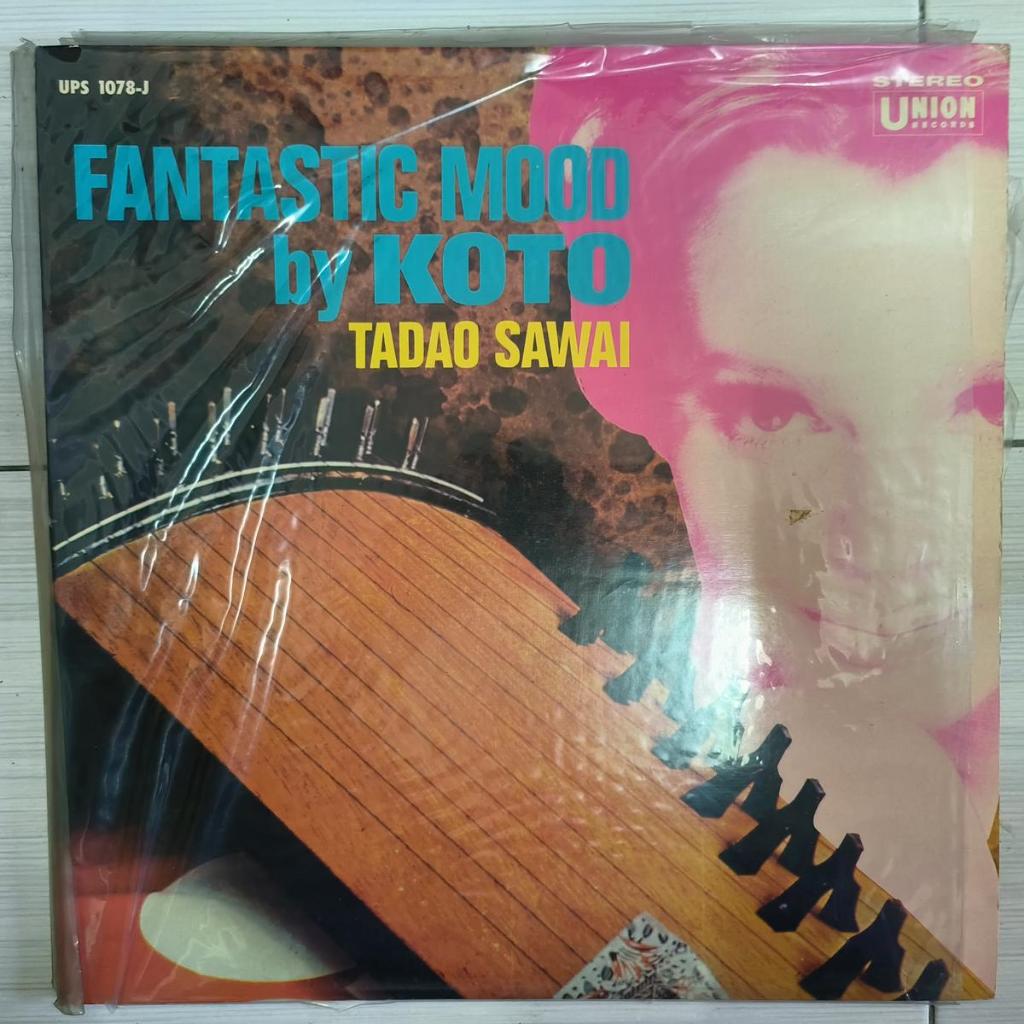 UPS 1078-J
STEREO
UNION
RECORDS
FANTASTIC MOOD
by KOTO
TADAO SAWAI